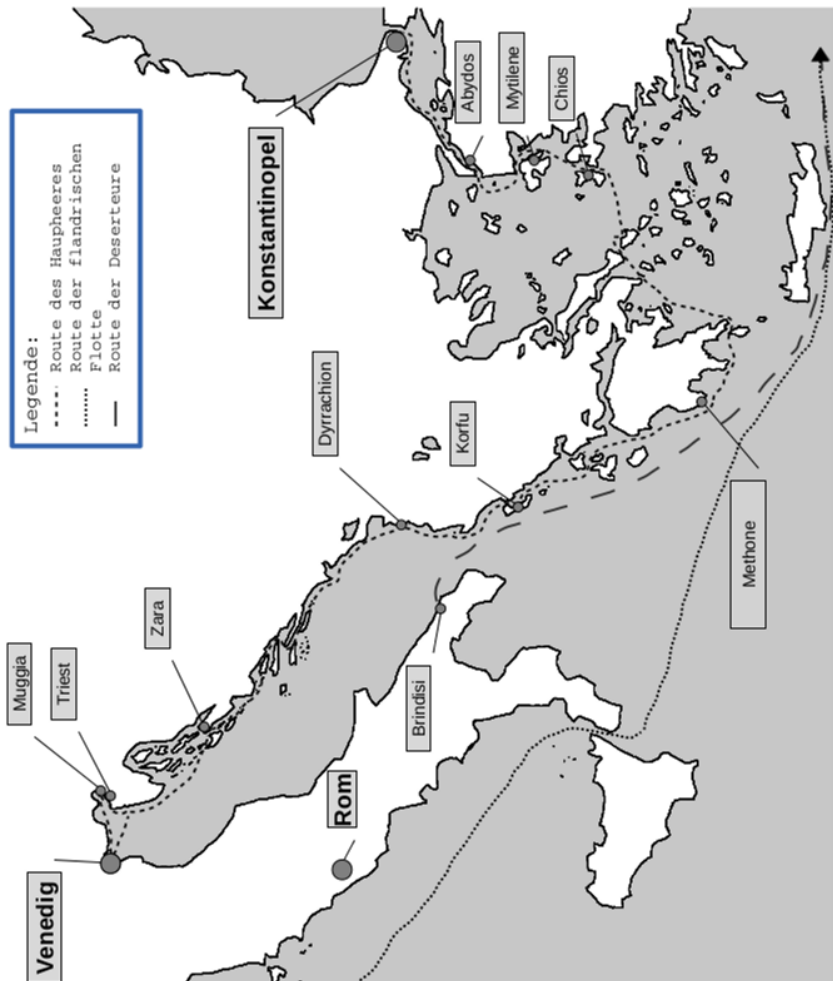 Legende:
Route des Haupheeres
Route der flandrischen
Flotte
Route der Deserteure
Konstantinopel
Abydos
Mytilene
Chios
Dyrrachion
Korfu
Methone
Muggia
Triest
Zara
Brindisi
Venedig
Rom